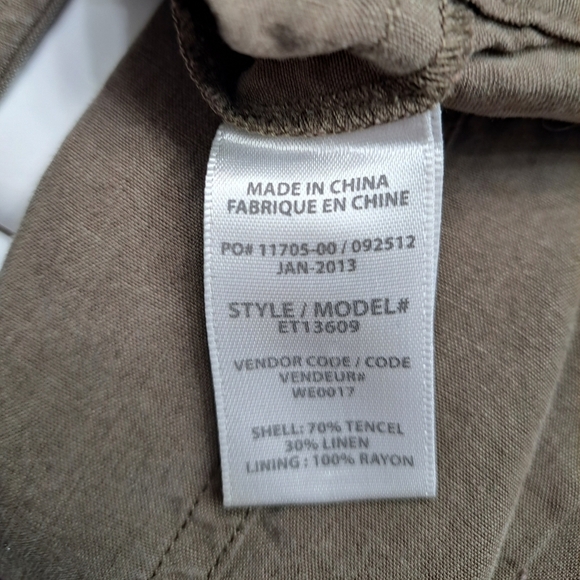 MADE IN CHINA
FABRIQUE EN CHINE
PO# 11705-00 / 092512
JAN-2013
STYLE / MODEL#
ET13609
VENDOR CODE / CODE
VENDEUR#
WE0017
SHELL: 70% TENCEL
30% LINEN
LINING : 100% RAYON